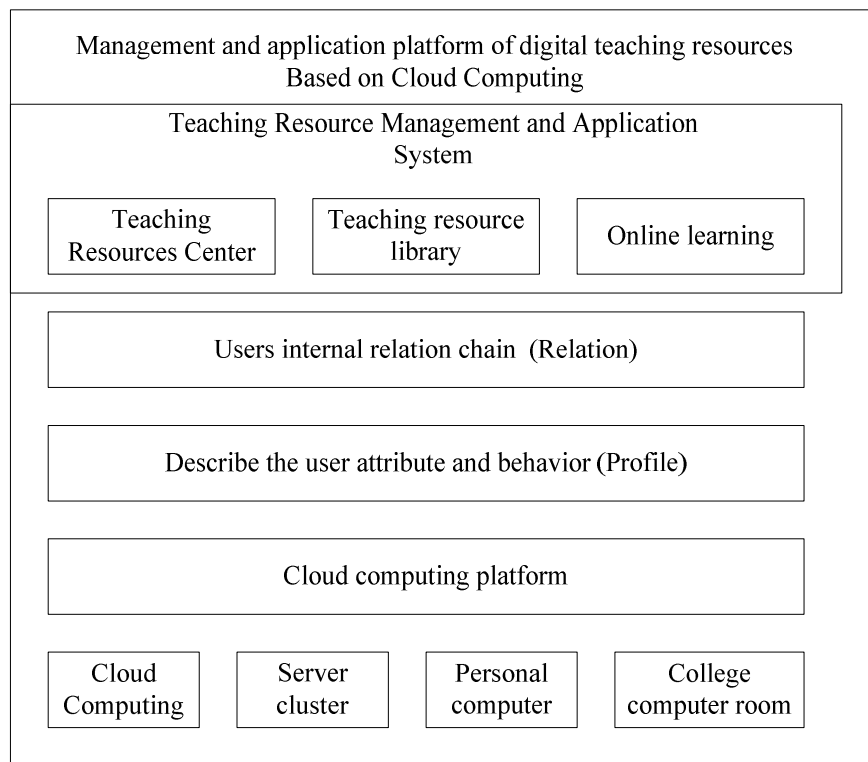 Management and application platform of digital teaching resources
Based on Cloud Computing
Teaching Resource Management and Application
System
Teaching
Resources Center
Teaching resource
library
Online learning
Users internal relation chain (Relation)
Describe the user attribute and behavior (Profile)
Cloud computing platform
Cloud
Computing
Server
cluster
Personal
computer
College
computer room